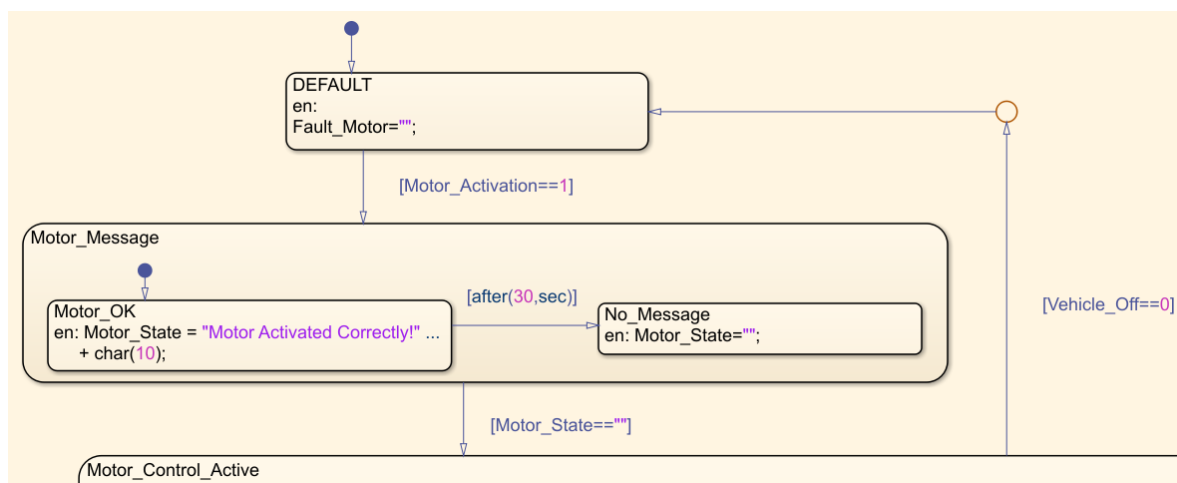 DEFAULT
en:
Fault_Motor="";
[Motor_Activation==1]
Motor_Message
Motor_OK
en: Motor_State = "Motor Activated Correctly!" ...
+ char(10);
[after(30,sec)]
No_Message
en: Motor_State="";
[Vehicle_Off==0]
[Motor_State==""]
Motor_Control_Active